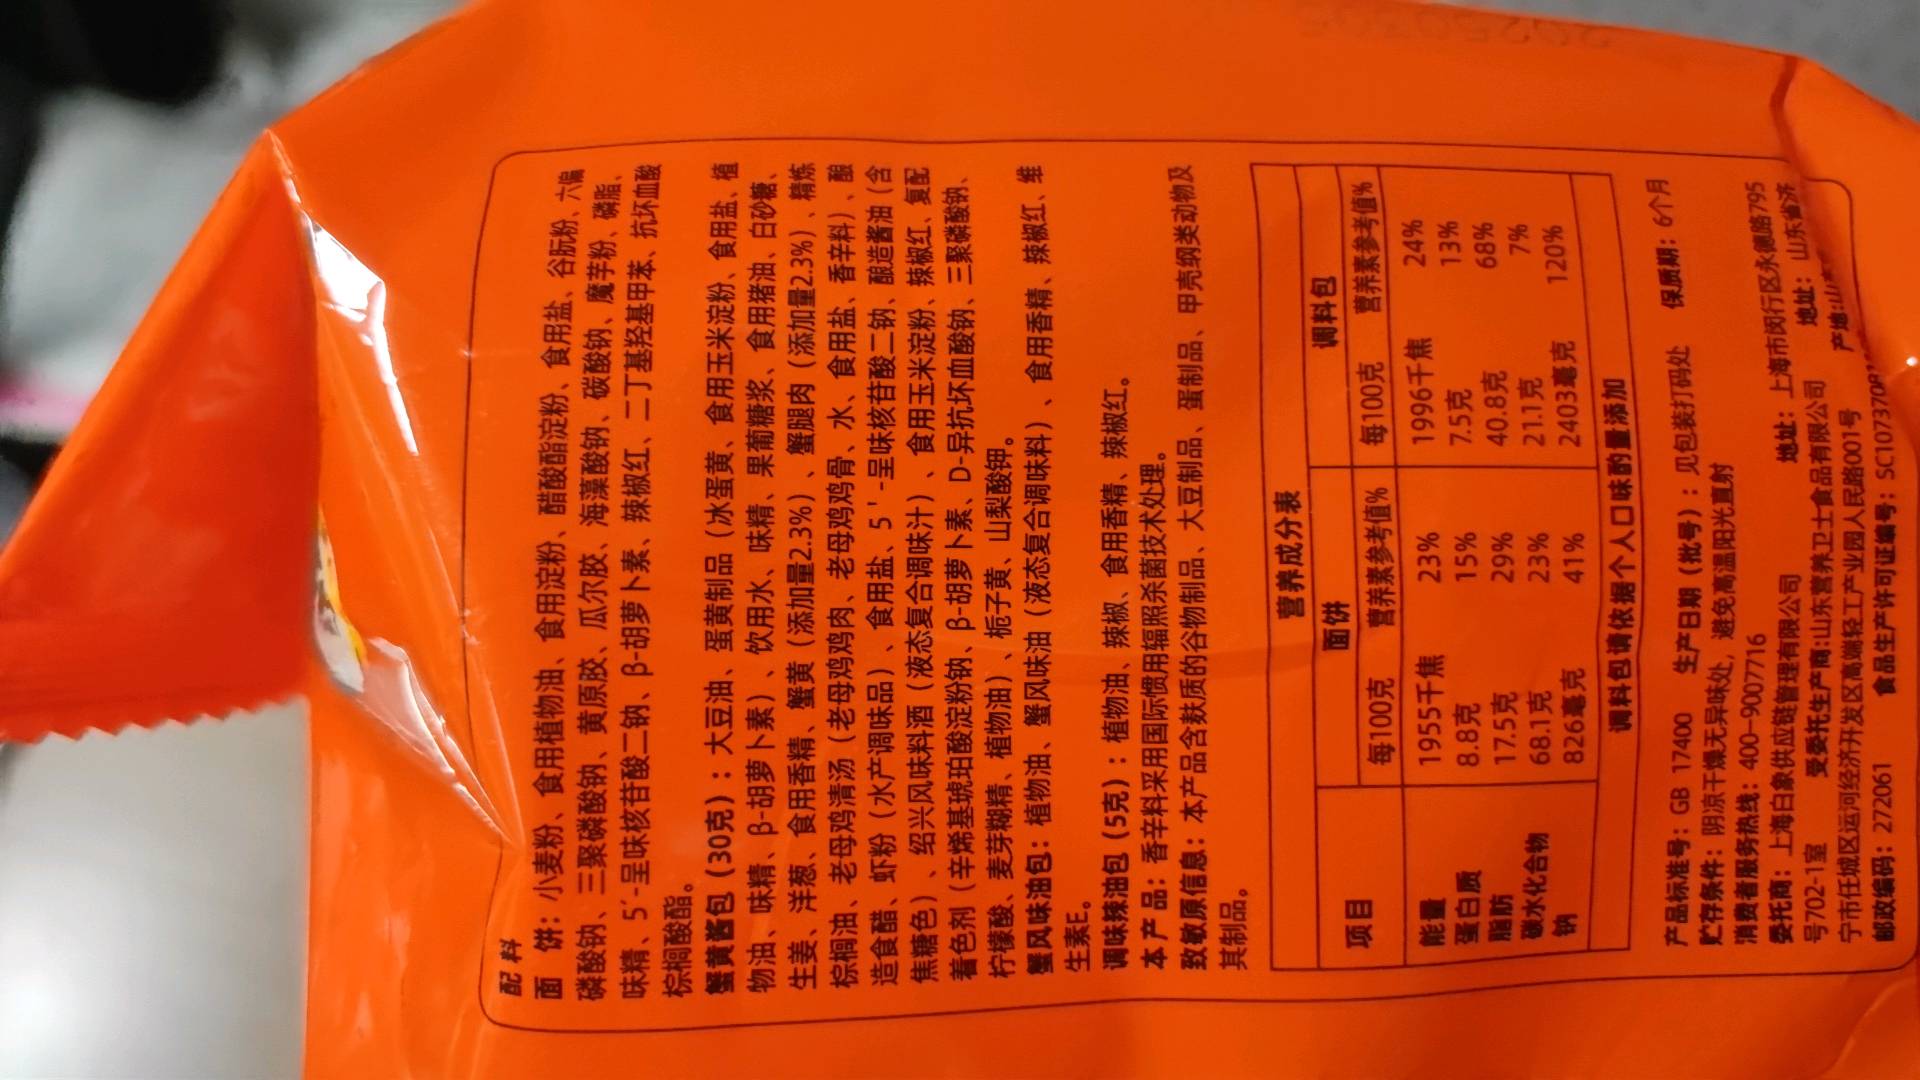 配料
面 饼：小麦粉、食用植物油、食用淀粉、醋酸酯淀粉、食用盐、谷朊粉、六偏
磷酸钠、三聚磷酸钠、黄原胶、瓜尔胶、海藻酸钠、碳酸钠、魔芋粉、磷脂、
味精、5′-呈味核苷酸二钠、β-胡萝卜素、辣椒红、二丁基羟基甲苯、抗坏血酸
棕榈酸酯。
蟹黄酱包（30克）：大豆油、蛋黄制品（冰蛋黄、食用玉米淀粉、食用盐、植
物油、味精、β-胡萝卜素）、饮用水、味精、果葡糖浆、食用猪油、白砂糖、
生姜、洋葱、食用香精、蟹黄（添加量2.3%）、蟹腿肉（添加量2.3%）、精炼
棕榈油、老母鸡清汤（老母鸡鸡肉、老母鸡鸡骨、水、食用盐、香辛料）、酿
造食醋、虾粉（水产调味品）、食用盐、5＇-呈味核苷酸二钠、酿造酱油（含
焦糖色）、绍兴风味料酒（液态复合调味汁）、食用玉米淀粉、辣椒红、复配
着色剂（辛烯基琥珀酸淀粉钠、β-胡萝卜素、D-异抗坏血酸钠、三聚磷酸钠、
柠檬酸、麦芽糊精、植物油）、栀子黄、山梨酸钾。
蟹风味油包：植物油、蟹风味油（液态复合调味料）、食用香精、辣椒红、维
生素E。
调味辣油包（5克）：植物油、辣椒、食用香精、辣椒红。
本产品：香辛料采用国际惯用辐照杀菌技术处理。
致敏原信息：本产品含麸质的谷物制品、大豆制品、蛋制品、甲壳纲类动物及
其制品。
营养成分表
项目 面饼 调料包
每100克 营养素参考值% 每100克 营养素参考值%
能量 1955千焦 23% 1996千焦 24%
蛋白质 8.8克 15% 7.5克 13%
脂肪 17.5克 29% 40.8克 68%
碳水化合物 68.1克 23% 21.1克 7%
钠 826毫克 41% 2403毫克 120%
调料包请依据个人口味酌量添加
产品标准号：GB 17400 生产日期（批号）：见包装打码处 保质期：6个月
贮存条件：阴凉干燥无异味处，避免高温阳光直射
消费者服务热线：400-9007716
委托商：上海白象供应链管理有限公司 地址：上海市闵行区永德路795
号702-1室 受委托生产商:山东营养卫士食品有限公司 地址：山东省济
宁市任城区运河经济开发区高端轻工产业园人民路001号 产地:山
邮政编码：272061 食品生产许可证编号：SC10737081